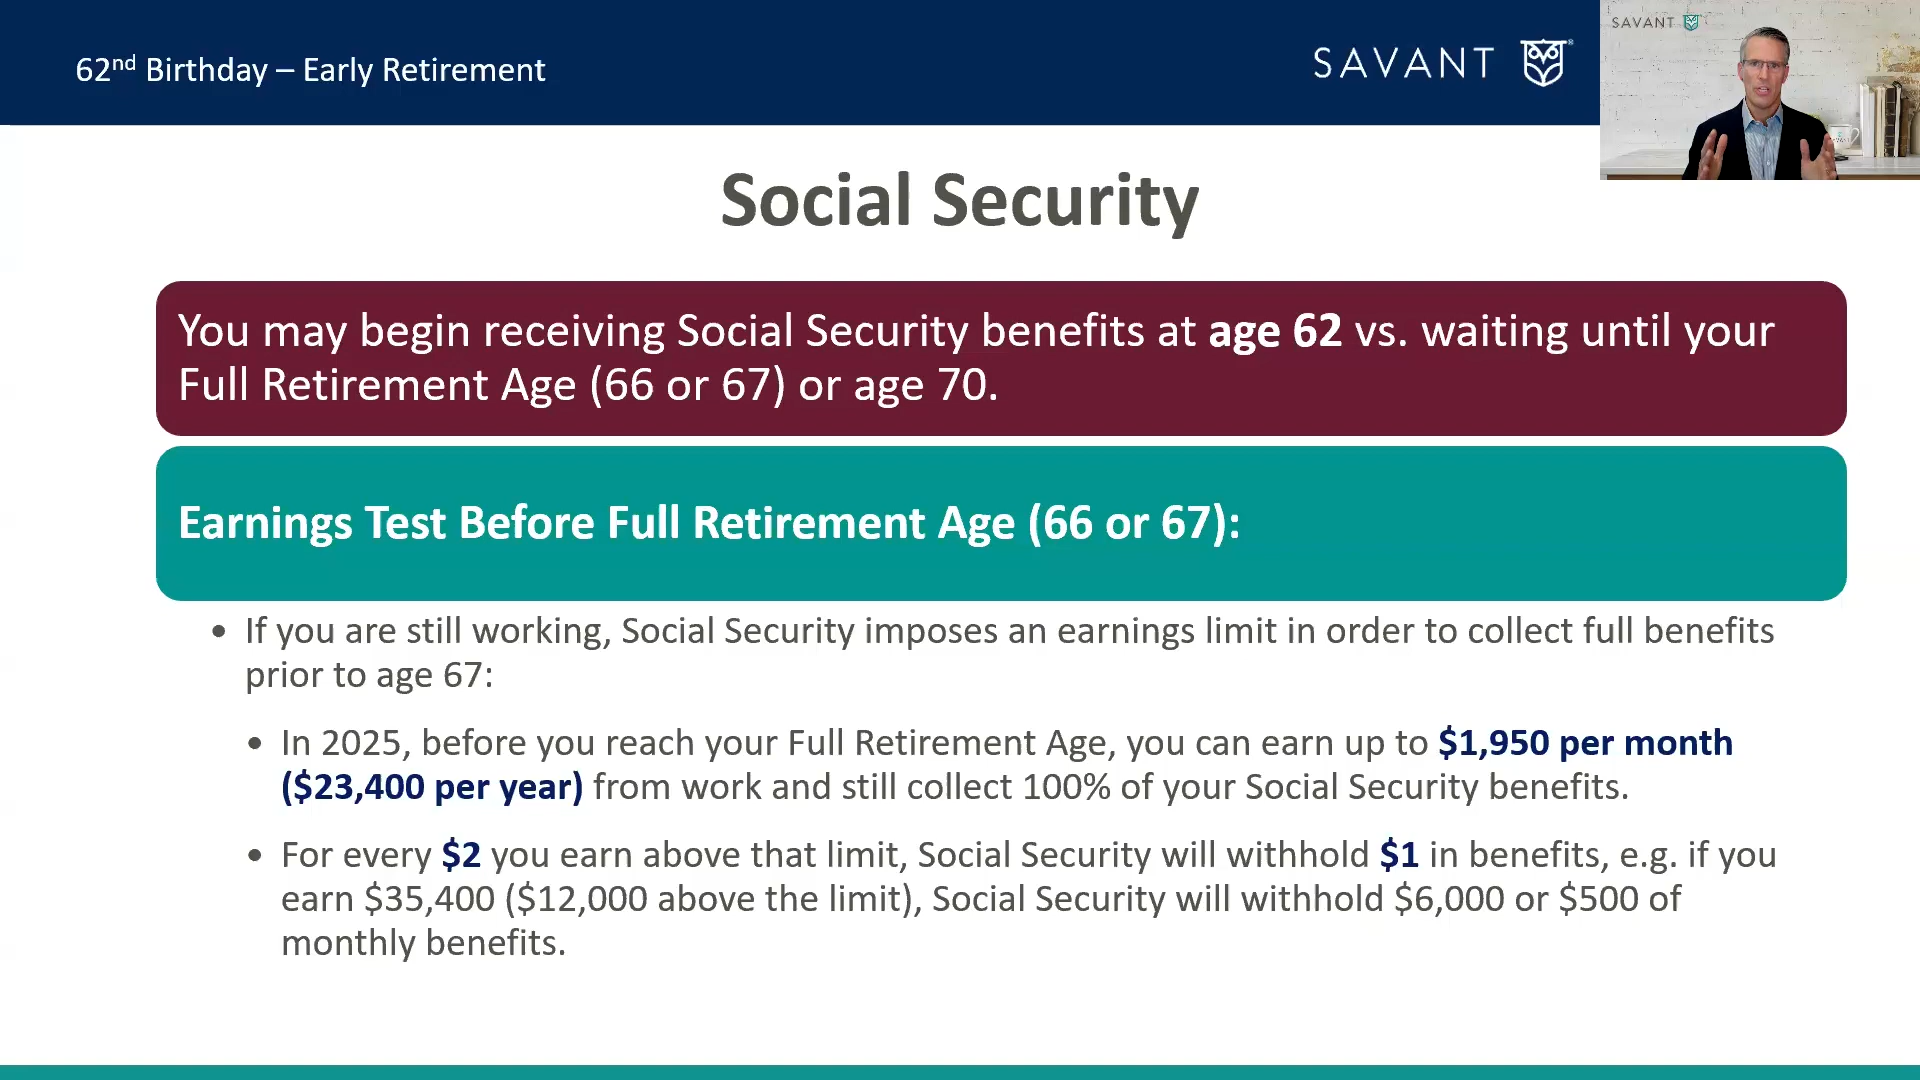 62nd Birthday – Early Retirement
SAVANT
SAVANT
Social Security
You may begin receiving Social Security benefits at age 62 vs. waiting until your
Full Retirement Age (66 or 67) or age 70.
Earnings Test Before Full Retirement Age (66 or 67):
• If you are still working, Social Security imposes an earnings limit in order to collect full benefits
prior to age 67:
• In 2025, before you reach your Full Retirement Age, you can earn up to $1,950 per month
($23,400 per year) from work and still collect 100% of your Social Security benefits.
• For every $2 you earn above that limit, Social Security will withhold $1 in benefits, e.g. if you
earn $35,400 ($12,000 above the limit), Social Security will withhold $6,000 or $500 of
monthly benefits.